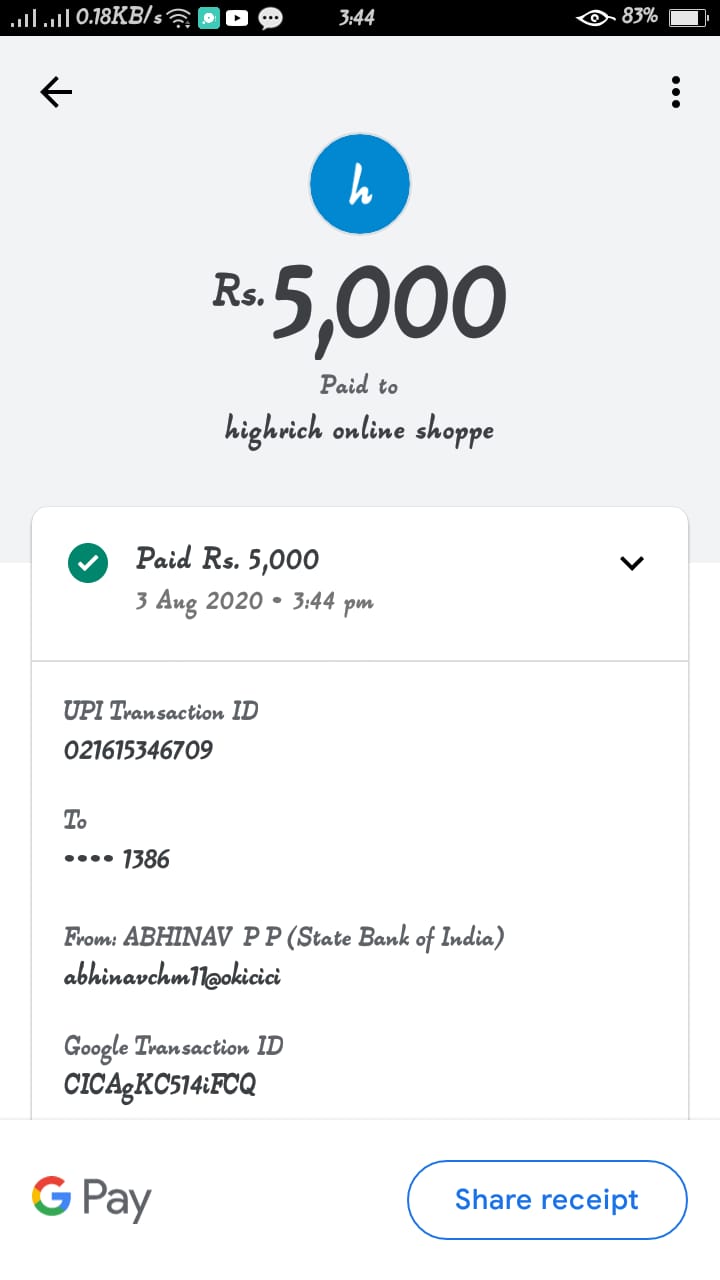 0.18KB/s 3:44 83%
h
Rs. 5,000
Paid to
highrich online shoppe
Paid Rs. 5,000
3 Aug 2020 • 3:44 pm
UPI Transaction ID
021615346709
To
•••• 1386
From: ABHINAV P P (State Bank of India)
abhinavchm11@okicici
Google Transaction ID
CICAgKC514iFCQ
G Pay
Share receipt